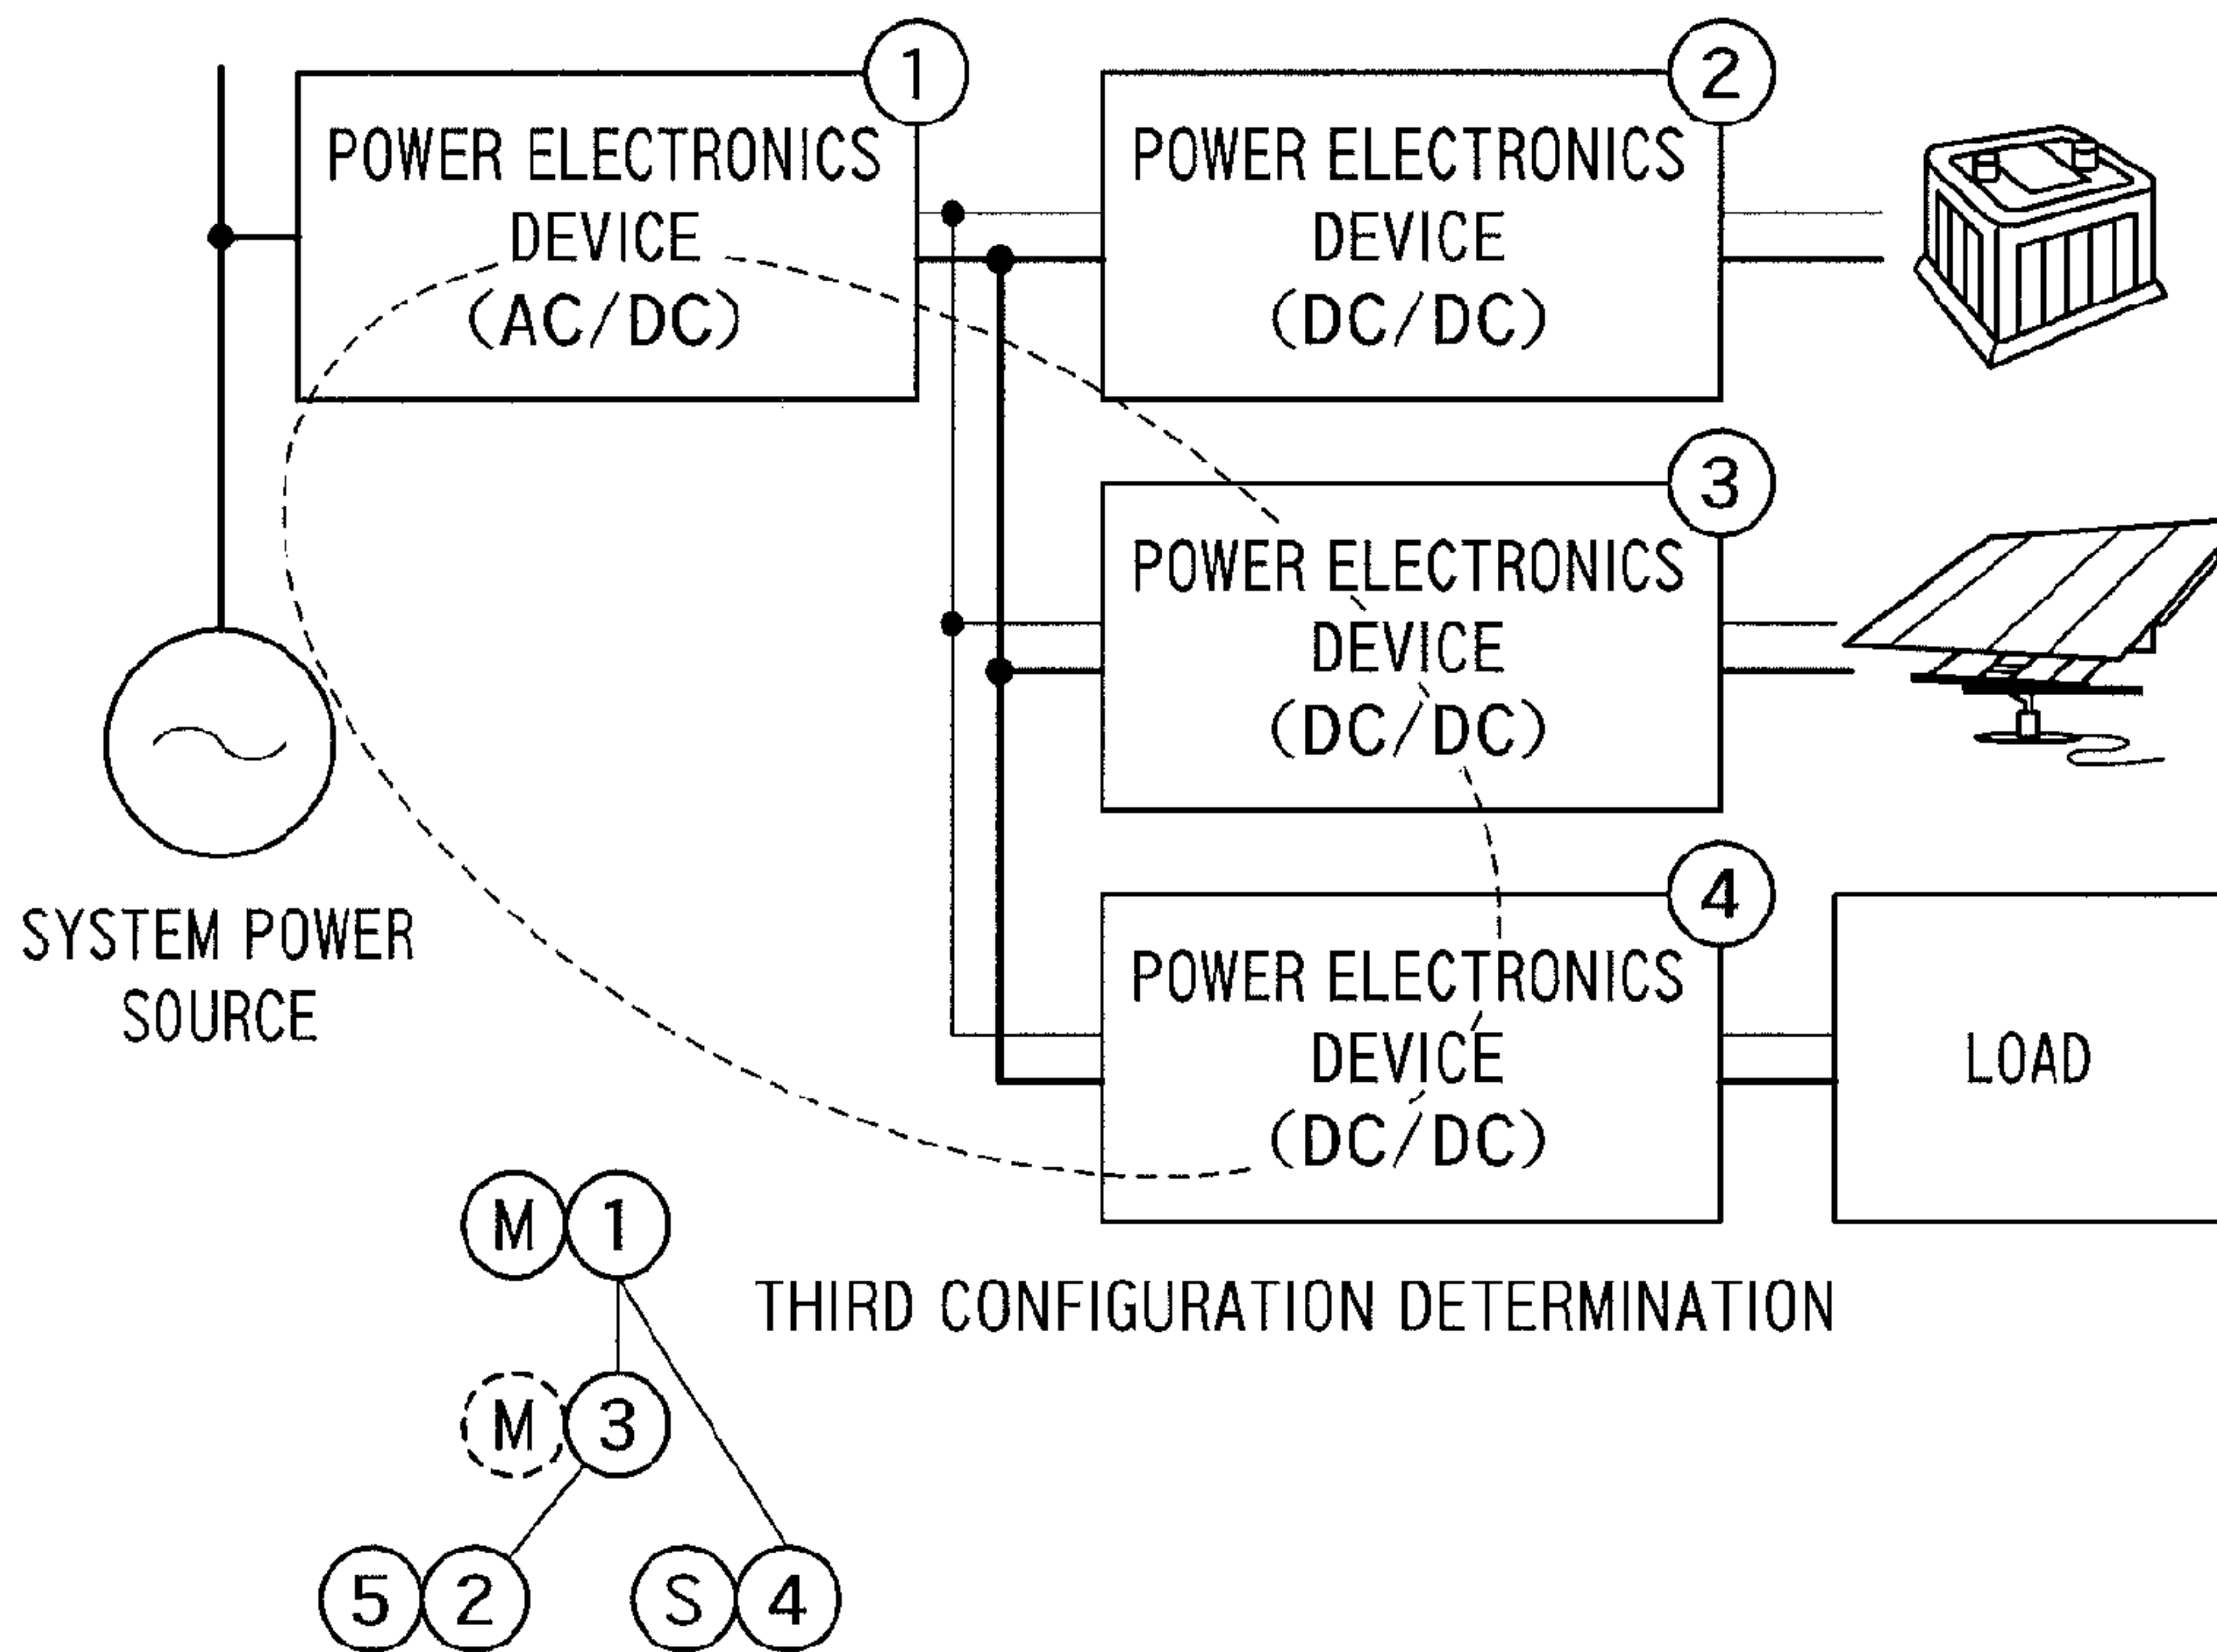 1
POWER ELECTRONICS
DEVICE
(AC/DC)
2
POWER ELECTRONICS
DEVICE
(DC/DC)
3
POWER ELECTRONICS
DEVICE
(DC/DC)
SYSTEM POWER
SOURCE
4
POWER ELECTRONICS
DEVICE
(DC/DC)
LOAD
M 1
THIRD CONFIGURATION DETERMINATION
M 3
5 2
S 4